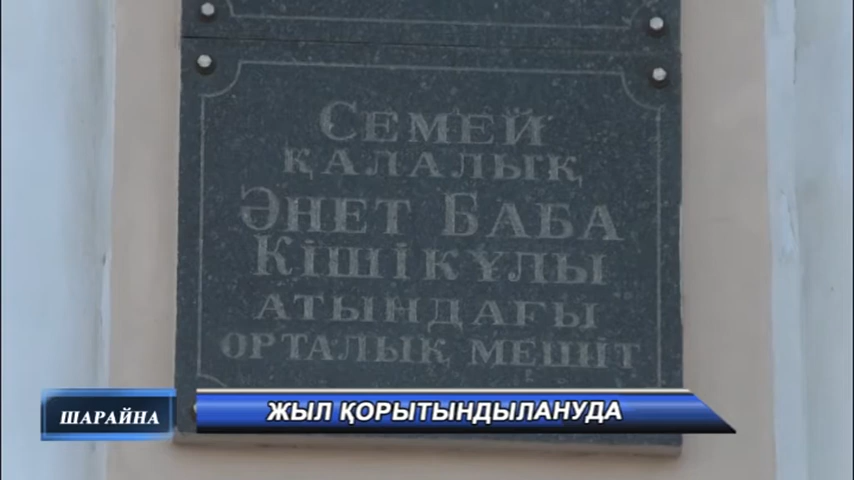 СЕМЕЙ
ҚАЛАЛЫҚ
ӘНЕТ БАБА
КІШІКҰЛЫ
АТЫНДАҒЫ
ОРТАЛЫҚ МЕШІТ
ШАРАЙНА
ЖЫЛ ҚОРЫТЫНДЫЛАНУДА